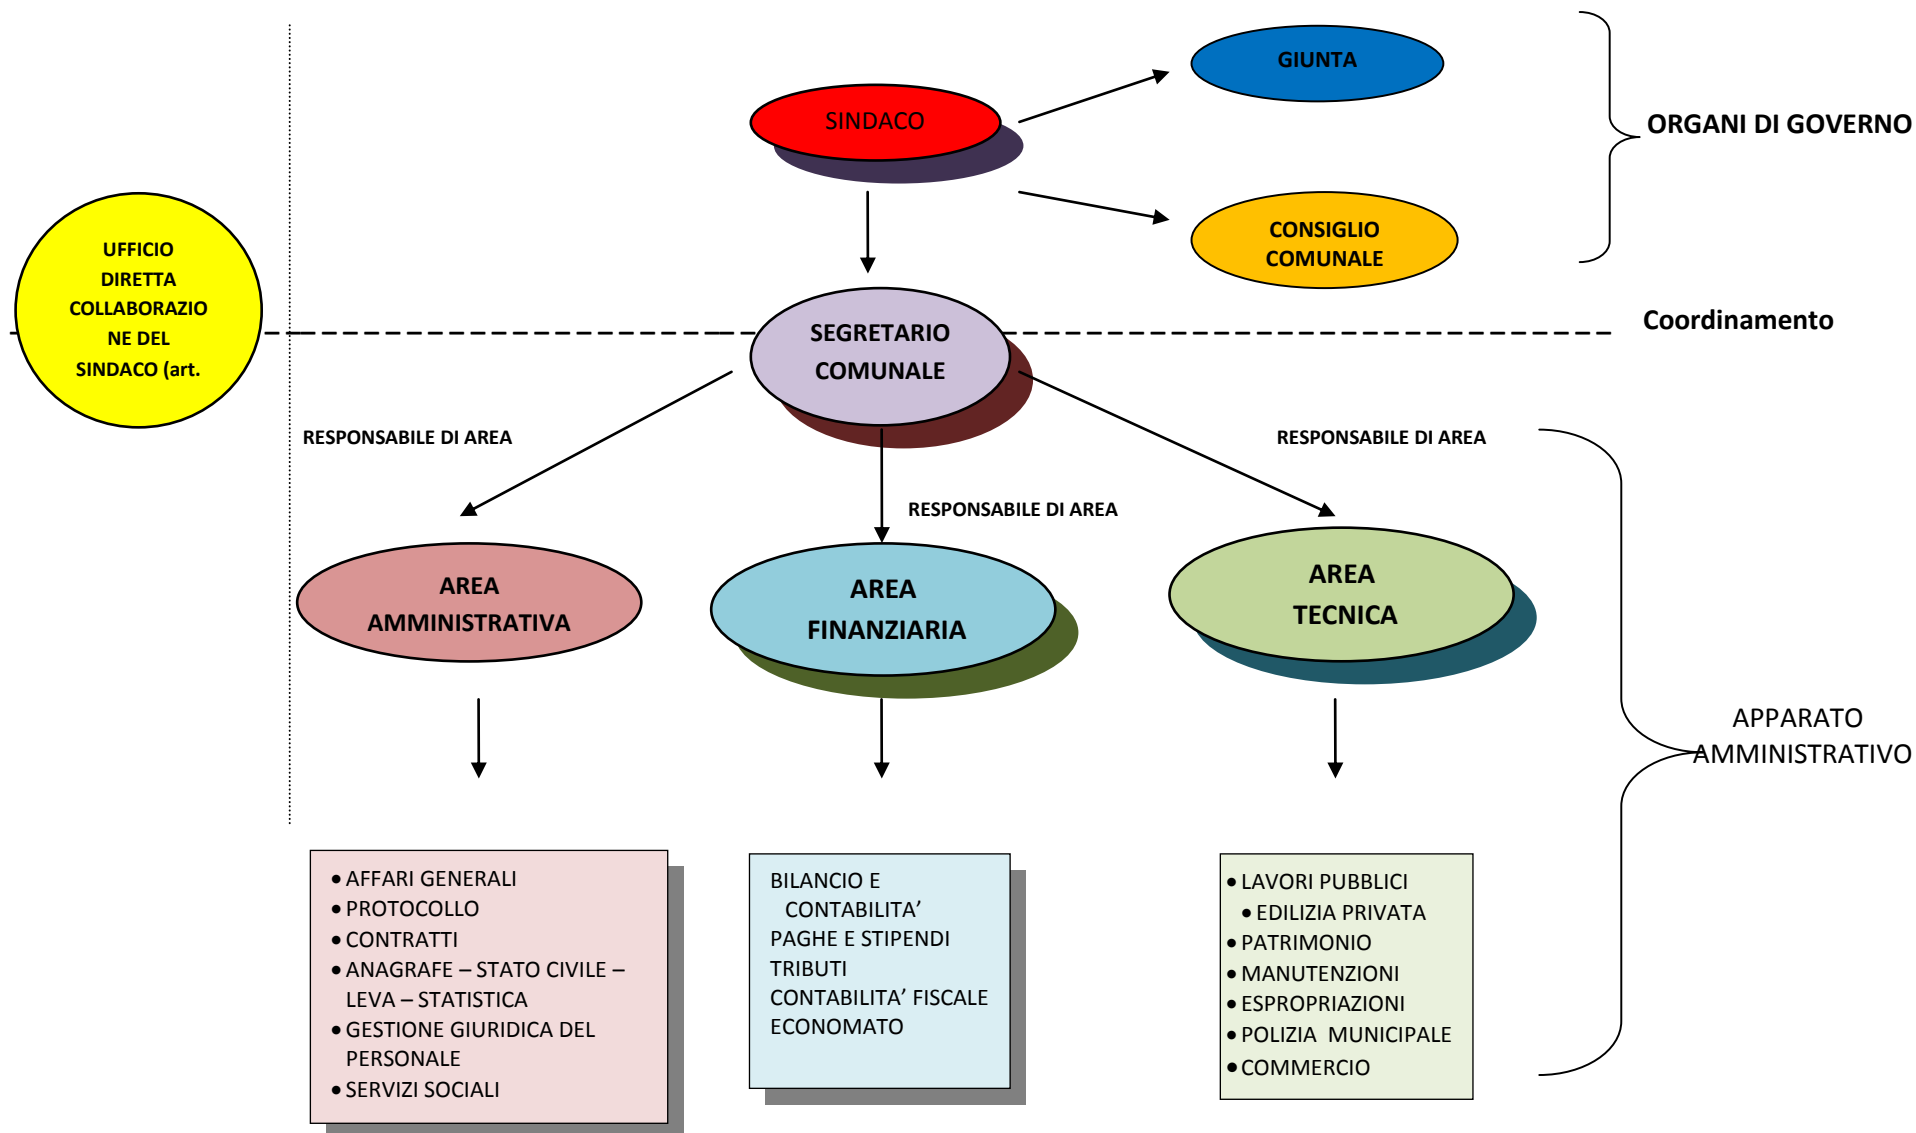 GIUNTA
SINDACO
ORGANI DI GOVERNO
CONSIGLIO
COMUNALE
UFFICIO
DIRETTA
COLLABORAZIO
NE DEL
SINDACO (art.
Coordinamento
SEGRETARIO
COMUNALE
RESPONSABILE DI AREA
RESPONSABILE DI AREA
RESPONSABILE DI AREA
AREA
AMMINISTRATIVA
AREA
FINANZIARIA
AREA
TECNICA
APPARATO
AMMINISTRATIVO
• AFFARI GENERALI
• PROTOCOLLO
• CONTRATTI
• ANAGRAFE – STATO CIVILE –
LEVA – STATISTICA
• GESTIONE GIURIDICA DEL
PERSONALE
• SERVIZI SOCIALI
BILANCIO E
CONTABILITA’
PAGHE E STIPENDI
TRIBUTI
CONTABILITA’ FISCALE
ECONOMATO
• LAVORI PUBBLICI
• EDILIZIA PRIVATA
• PATRIMONIO
• MANUTENZIONI
• ESPROPRIAZIONI
• POLIZIA MUNICIPALE
• COMMERCIO